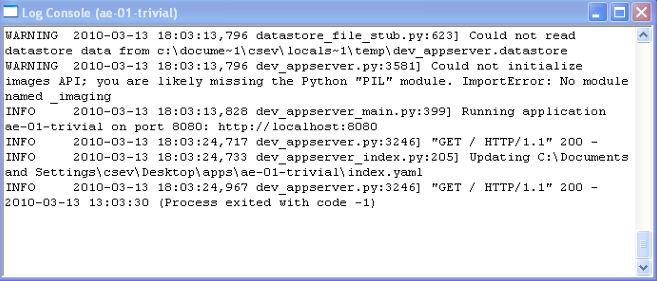 Log Console (ae-01-trivial)
WARNING  2010-03-13 18:03:13,796 datastore_file_stub.py:623] Could not read
datastore data from c:\docume~1\csev\locals~1\temp\dev_appserver.datastore
WARNING  2010-03-13 18:03:13,796 dev_appserver.py:3581] Could not initialize
images API; you are likely missing the Python "PIL" module. ImportError: No module
named _imaging
INFO     2010-03-13 18:03:13,828 dev_appserver_main.py:399] Running application
ae-01-trivial on port 8080: http://localhost:8080
INFO     2010-03-13 18:03:24,717 dev_appserver.py:3246] "GET / HTTP/1.1" 200 -
INFO     2010-03-13 18:03:24,733 dev_appserver_index.py:205] Updating C:\Documents
and Settings\csev\Desktop\apps\ae-01-trivial\index.yaml
INFO     2010-03-13 18:03:24,967 dev_appserver.py:3246] "GET / HTTP/1.1" 200 -
2010-03-13 13:03:30 (Process exited with code -1)